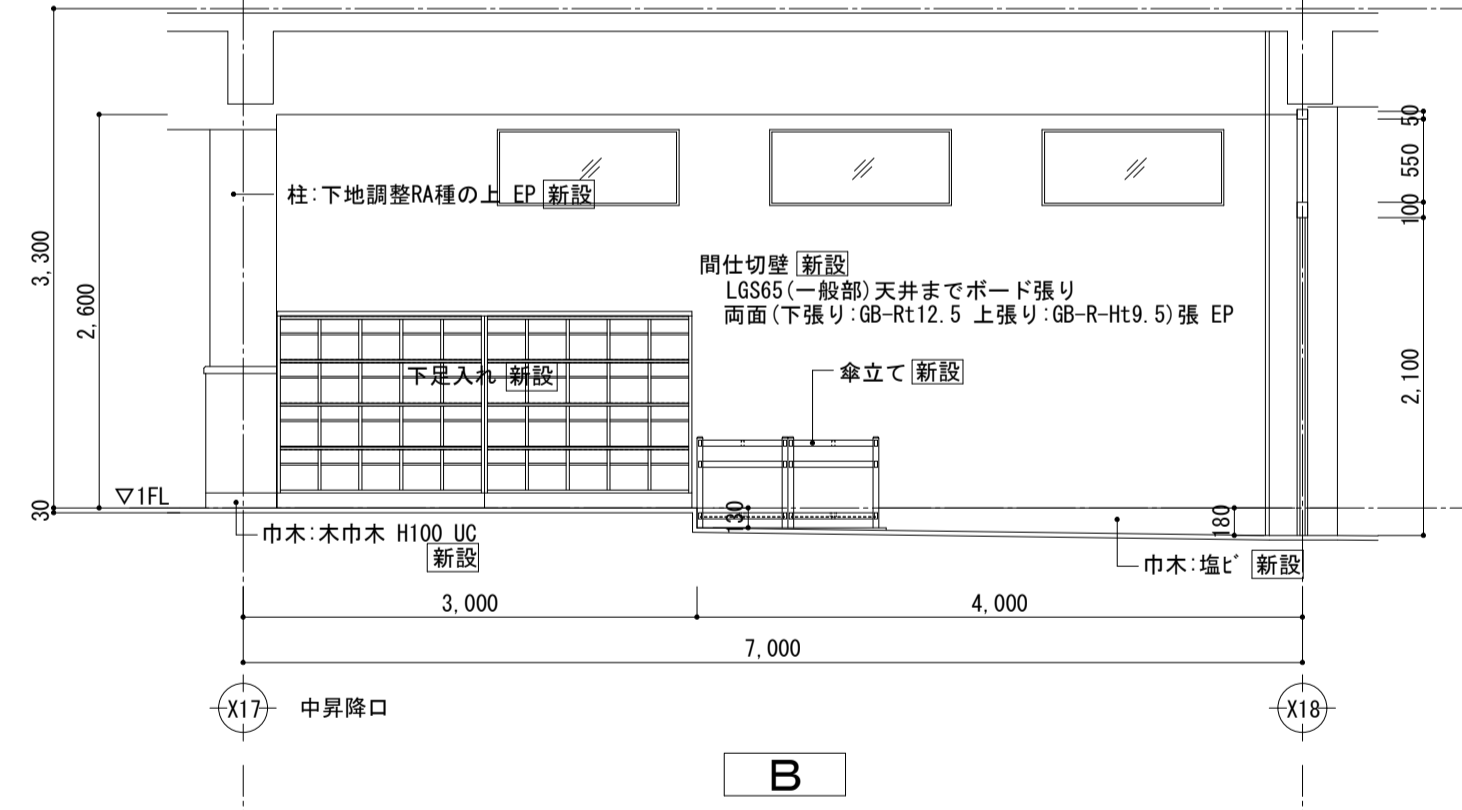 50
550
100
2,100
3,300
2,600
30
柱:下地調整RA種の上 EP 新設
間仕切壁 新設
LGS65(一般部)天井までボード張り
両面(下張り:GB-Rt12.5 上張り:GB-R-Ht9.5)張 EP
下足入れ 新設
傘立て 新設
▽1FL
130
180
巾木:木巾木 H100 UC
新設
巾木:塩ビ 新設
3,000
4,000
7,000
X17
中昇降口
X18
B